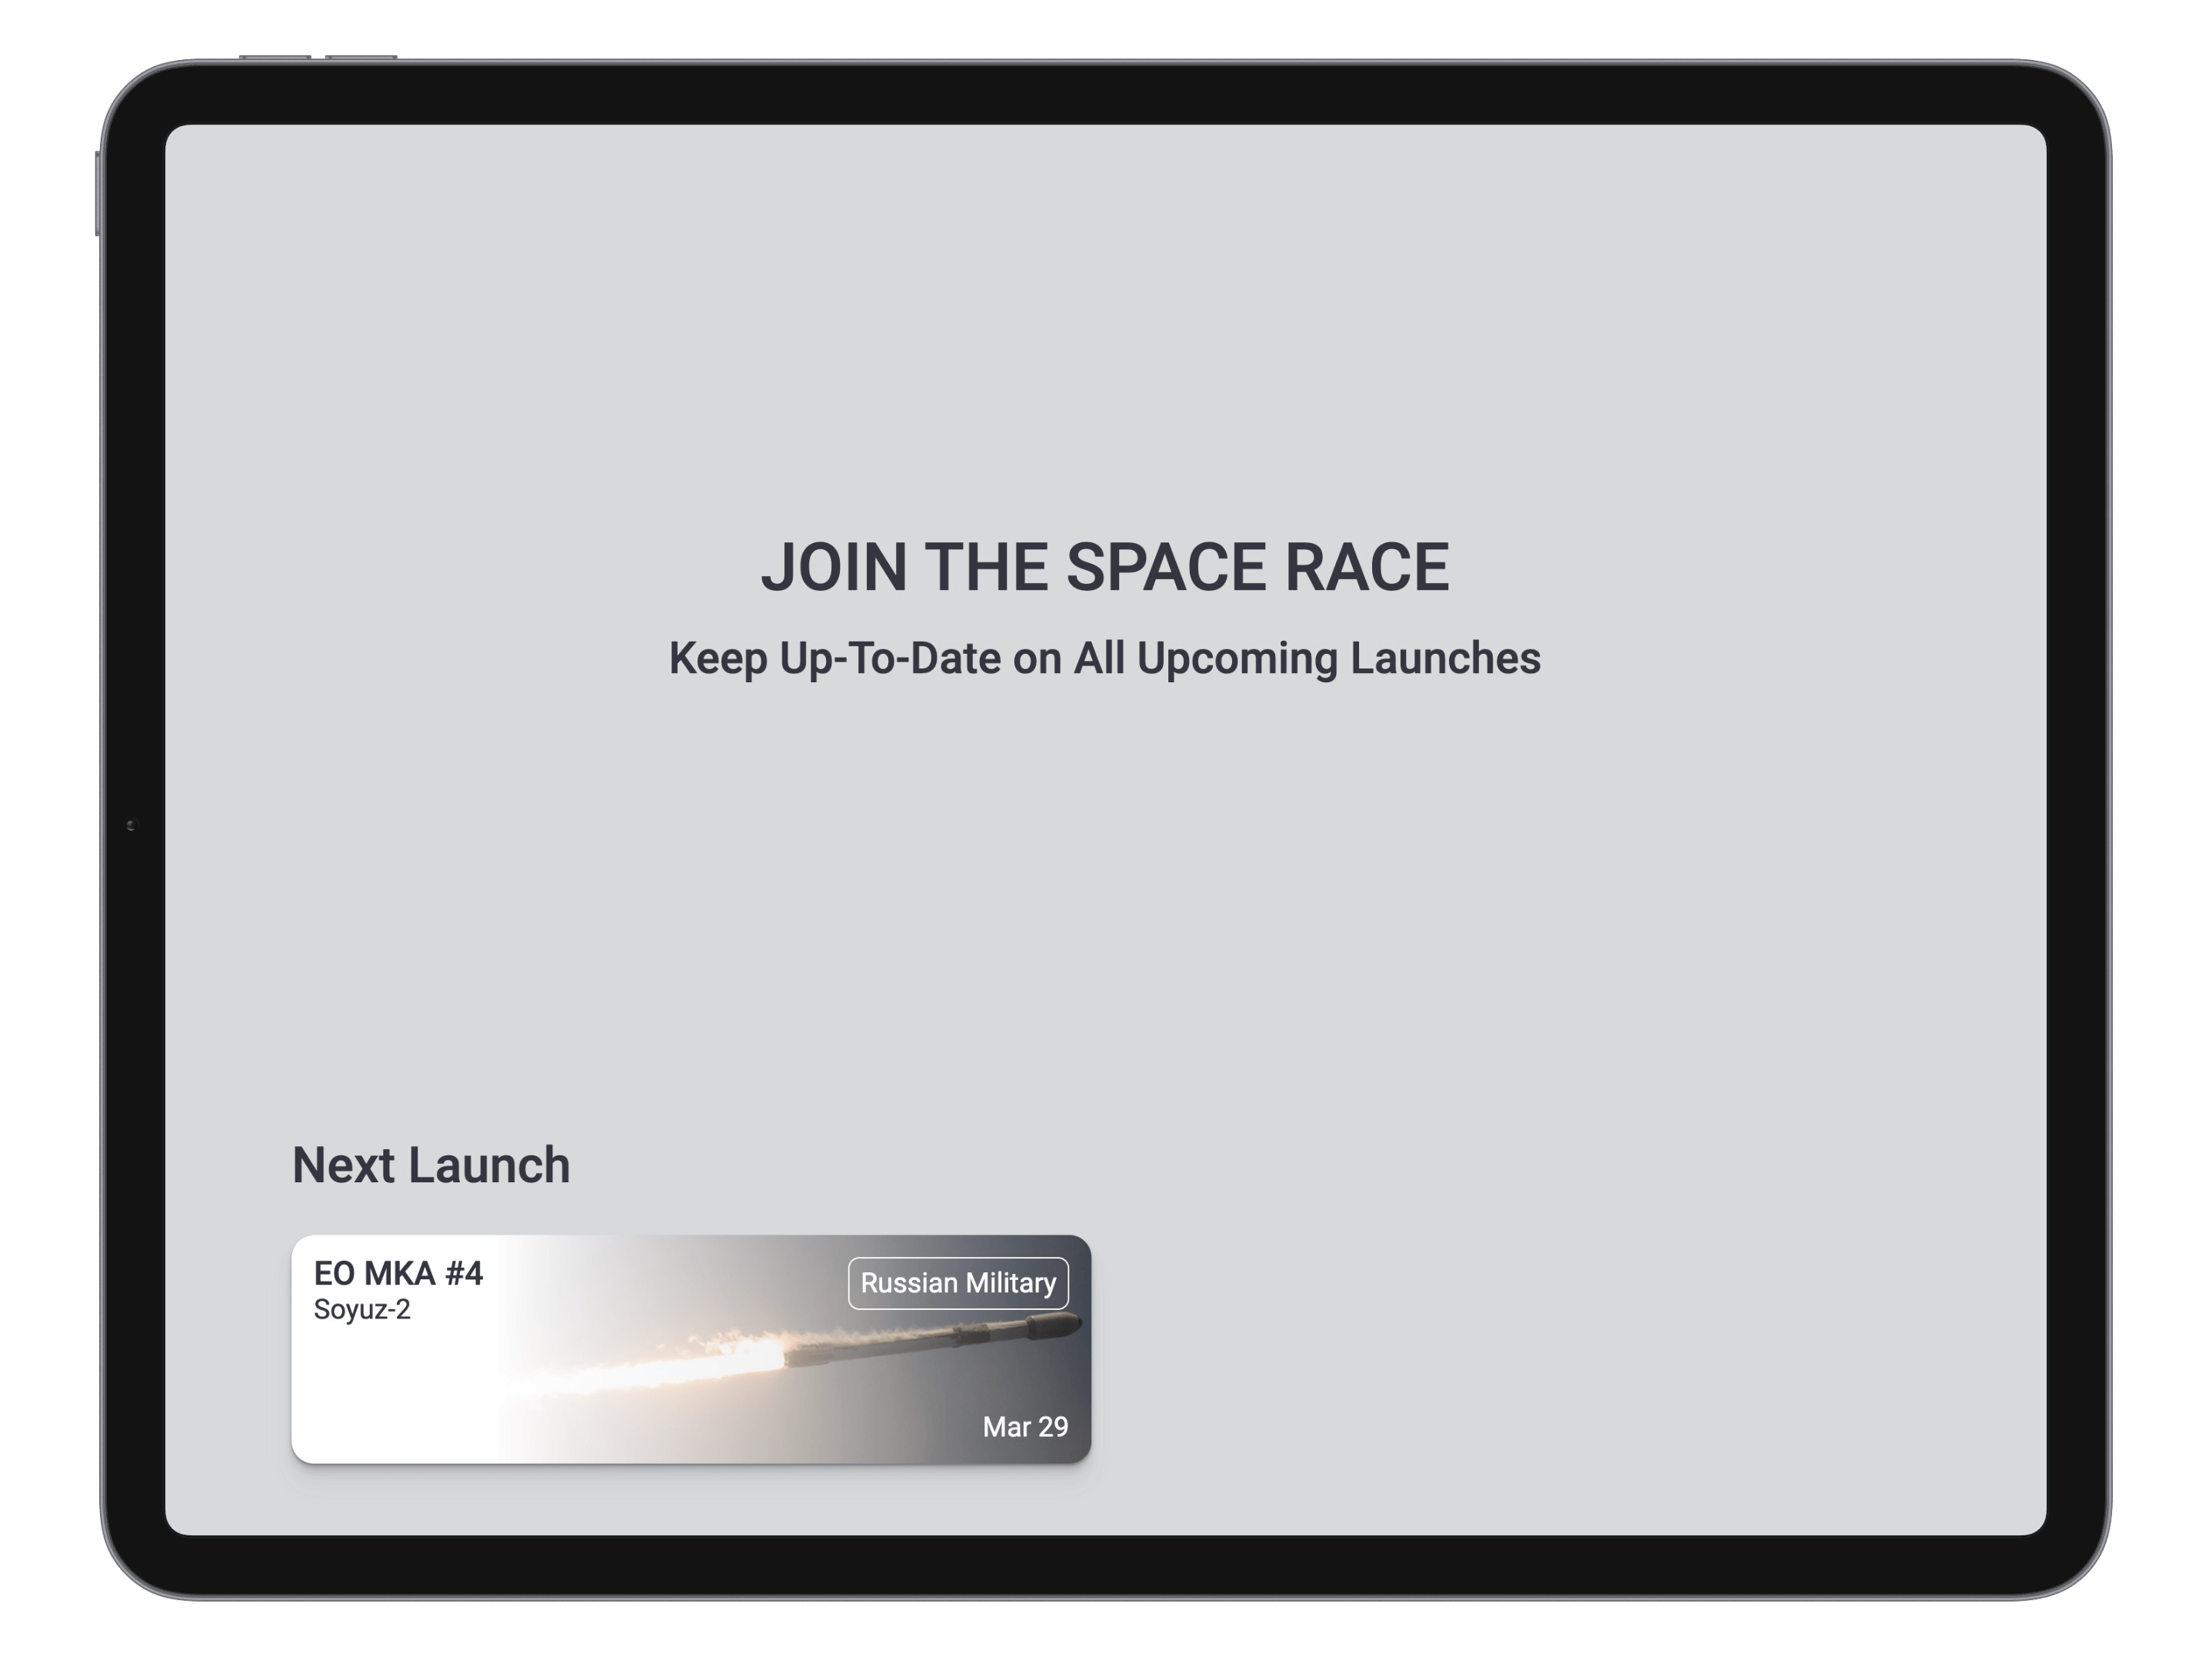 JOIN THE SPACE RACE
Keep Up-To-Date on All Upcoming Launches
Next Launch
EO MKA #4
Russian Military
Soyuz-2
Mar 29